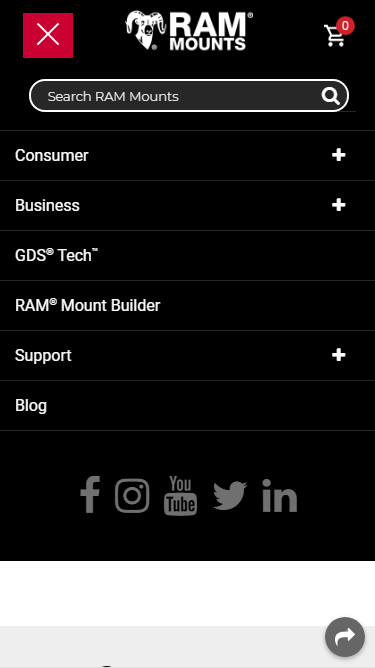 RAM®
MOUNTS
0
Search RAM Mounts
Consumer
Business
GDS® Tech™
RAM® Mount Builder
Support
Blog
You
Tube